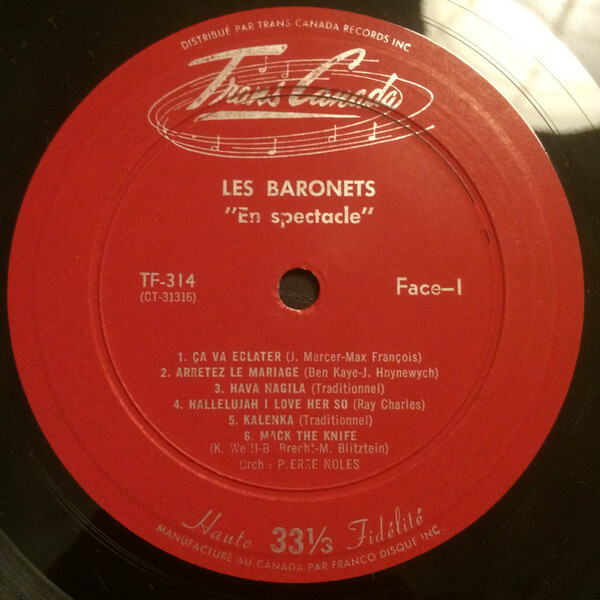 DISTRIBUÉ PAR TRANS-CANADA RECORDS INC
Trans Canada
LES BARONETS
"En spectacle"
TF-314
(CT-31316)
Face-1
1. ÇA VA ECLATER (J. Mercer-Max François)
2. ARRETEZ LE MARIAGE (Ben Kaye-J. Hnynewych)
3. HAVA NAGILA (Traditionnel)
4. HALLELUJAH I LOVE HER SO (Ray Charles)
5. KALENKA (Traditionnel)
6. MACK THE KNIFE
(K. Weill-B. Brecht-M. Blitztein)
Orch : PIERRE NOLES
Haute 33⅓ Fidélité
MANUFACTURÉ AU CANADA PAR FRANCO DISQUE INC.